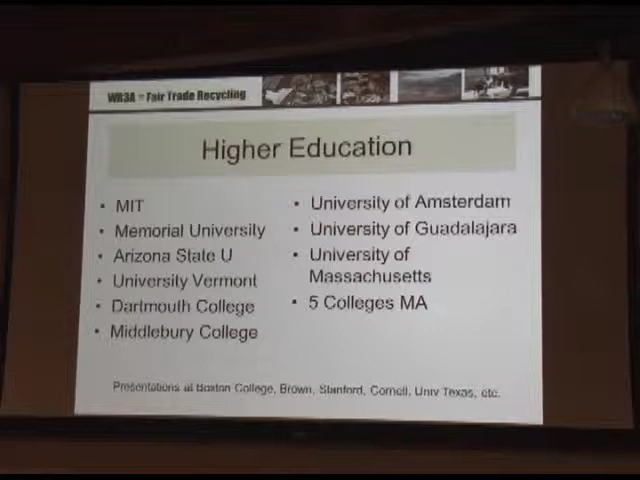 WR3A = Fair Trade Recycling
Higher Education
• MIT
• Memorial University
• Arizona State U
• University Vermont
• Dartmouth College
• Middlebury College
• University of Amsterdam
• University of Guadalajara
• University of
Massachusetts
• 5 Colleges MA
Presentations at Boston College, Brown, Stanford, Cornell, Univ Texas, etc.